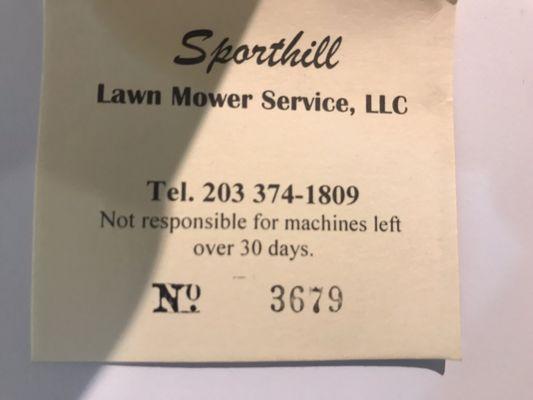 Sporthill
Lawn Mower Service, LLC
Tel. 203 374-1809
Not responsible for machines left
over 30 days.
Nº 3679